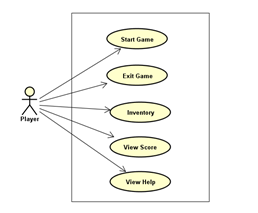 Start Game
Exit Game
Player
Inventory
View Score
View Help